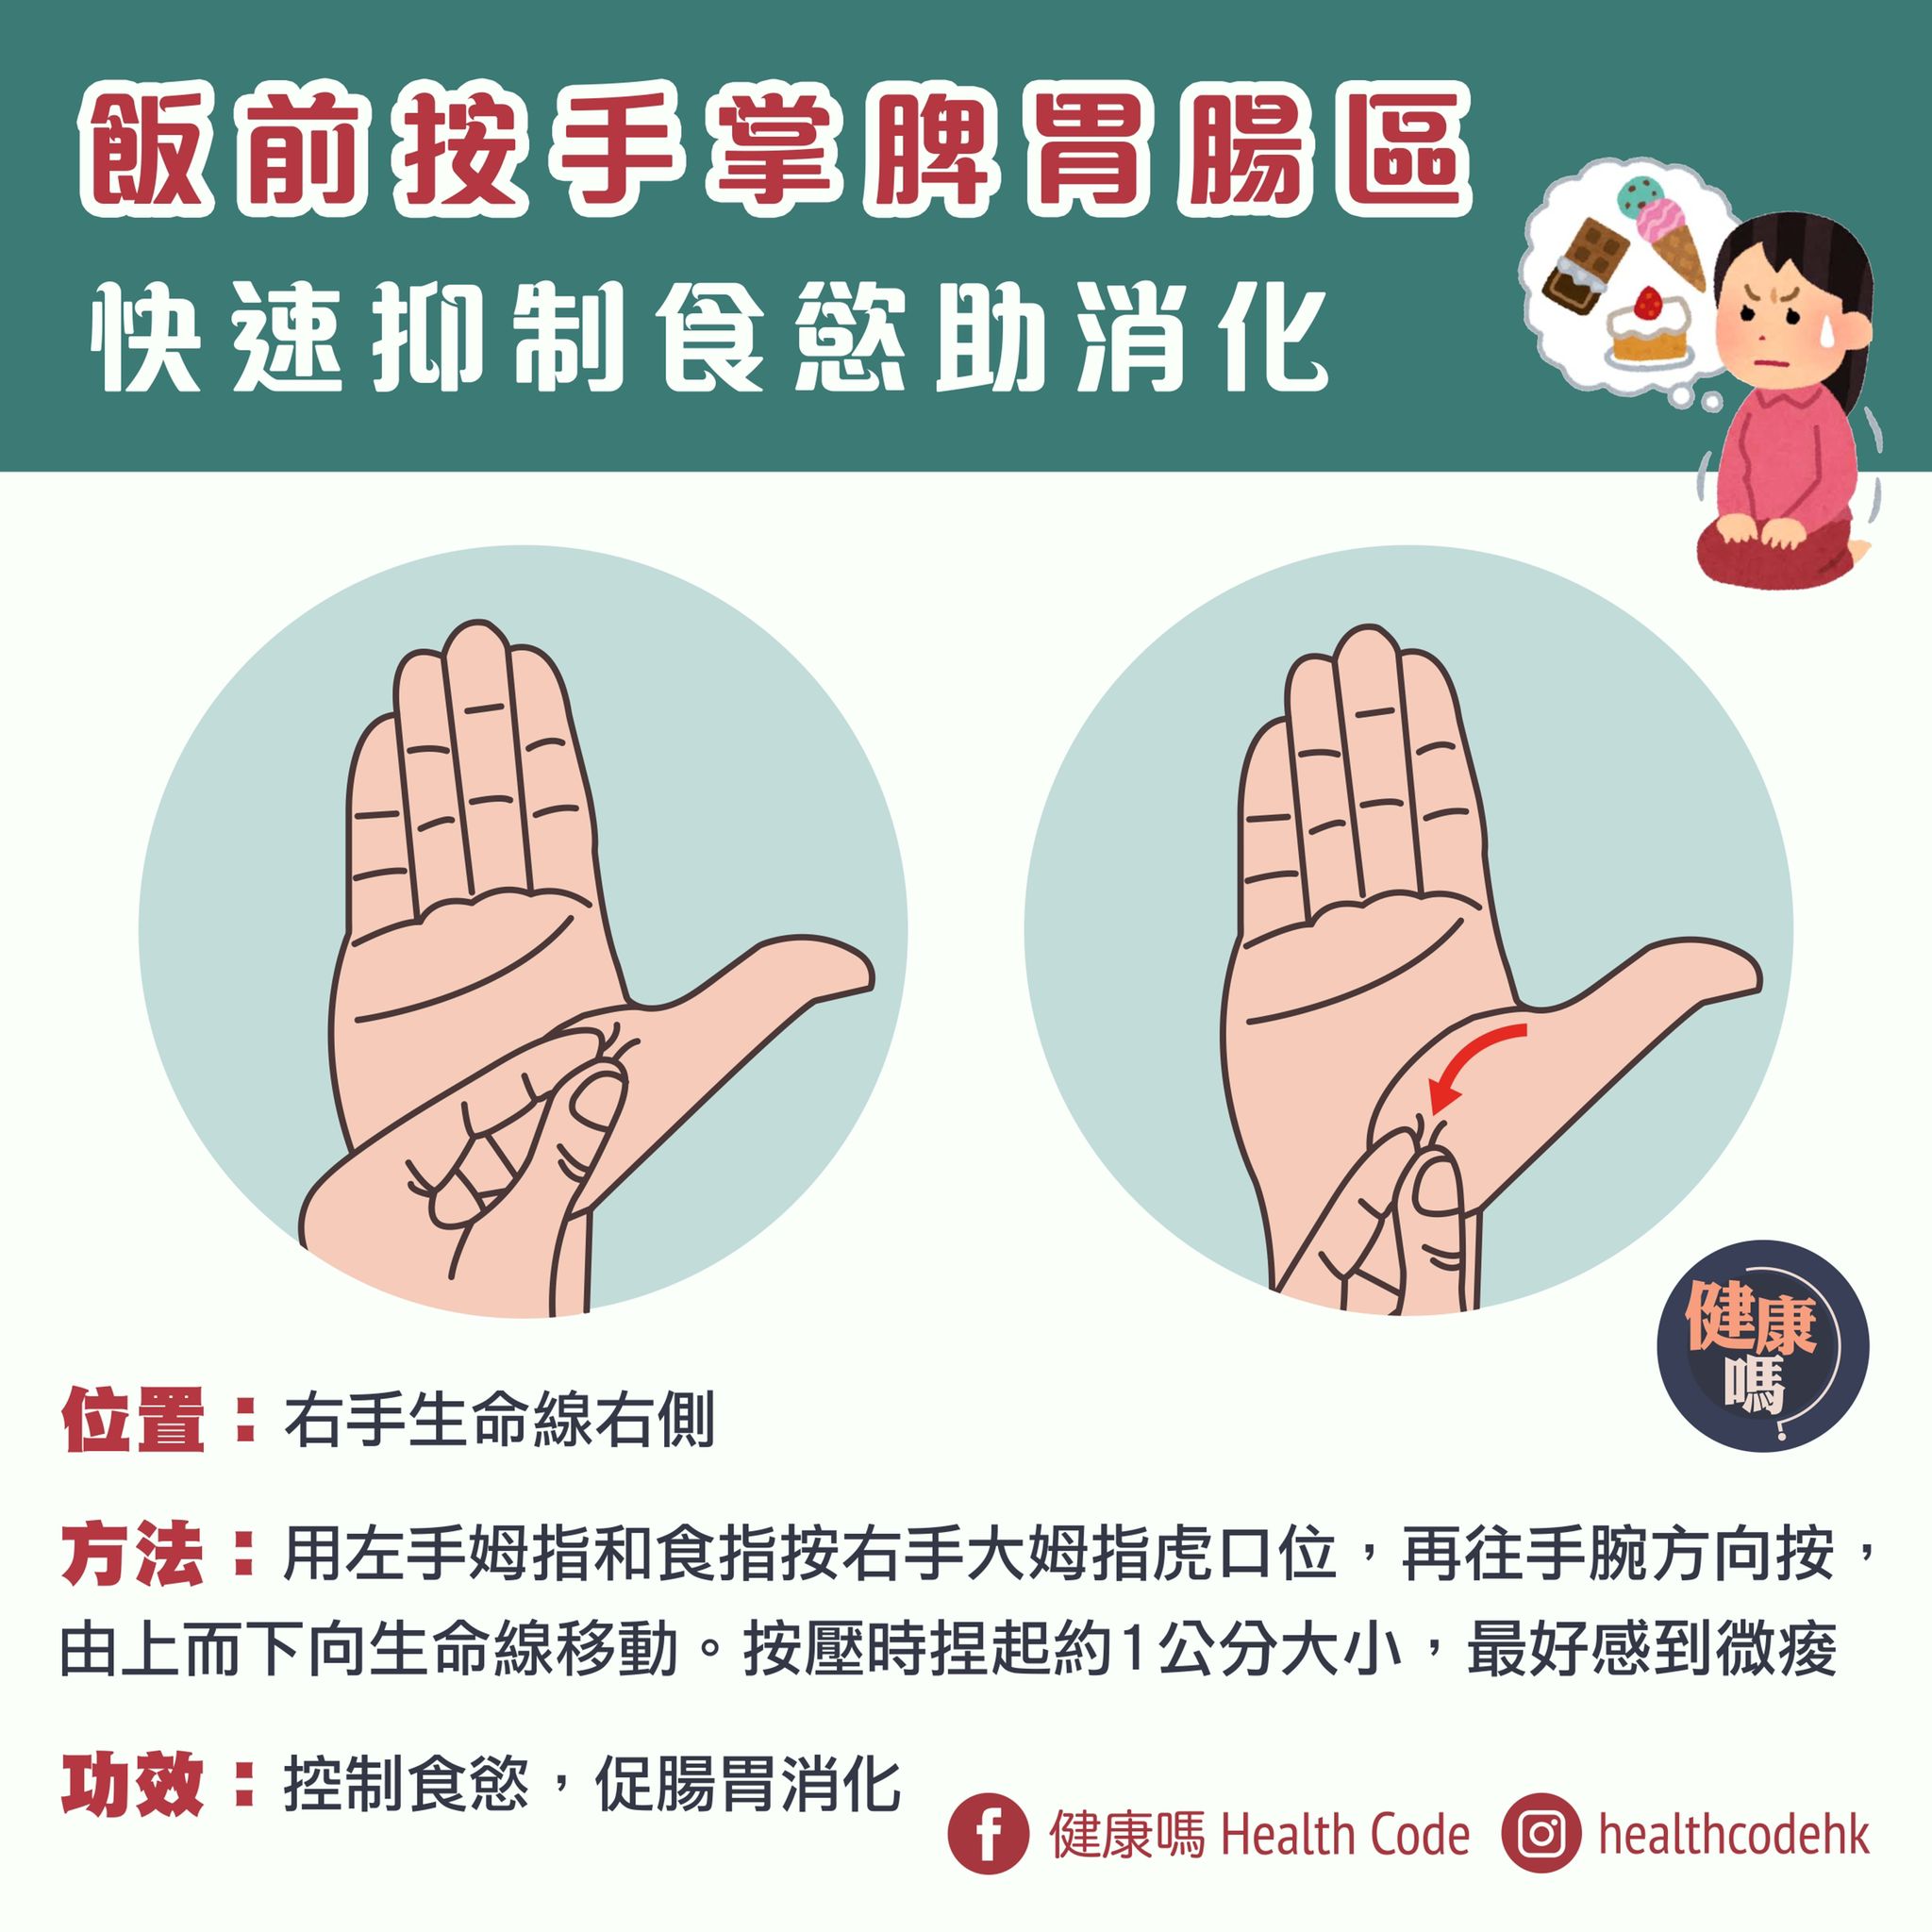 飯前按手掌脾胃腸區
快速抑制食慾助消化
健康
嗎?
位置：右手生命線右側
方法：用左手姆指和食指按右手大姆指虎口位，再往手腕方向按，
由上而下向生命線移動。按壓時捏起約1公分大小，最好感到微痠
功效：控制食慾，促腸胃消化
健康嗎 Health Code
healthcodehk